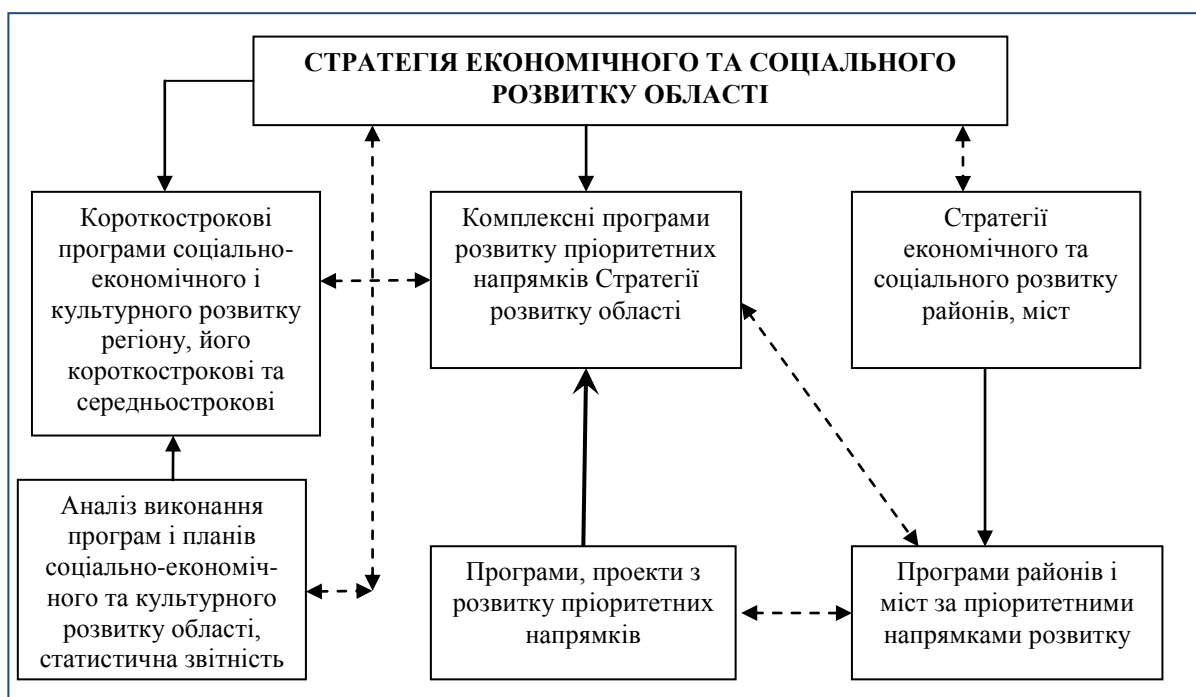 СТРАТЕГІЯ ЕКОНОМІЧНОГО ТА СОЦІАЛЬНОГО
РОЗВИТКУ ОБЛАСТІ
Короткострокові
програми соціально-
економічного і
культурного розвитку
регіону, його
короткострокові та
середньострокові
Комплексні програми
розвитку пріоритетних
напрямків Стратегії
розвитку області
Стратегії
економічного та
соціального розвитку
районів, міст
Аналіз виконання
програм і планів
соціально-економіч-
ного та культурного
розвитку області,
статистична звітність
Програми, проекти з
розвитку пріоритетних
напрямків
Програми районів і
міст за пріоритетними
напрямками розвитку